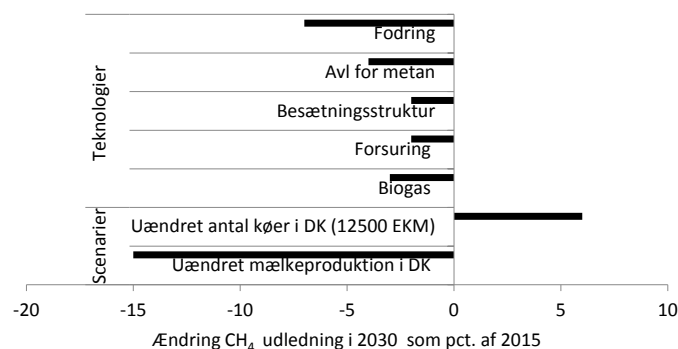 Teknologier
Fodring
Avl for metan
Besætningsstruktur
Forsuring
Biogas
Scenarier
Uændret antal køer i DK (12500 EKM)
Uændret mælkeproduktion i DK
-20 -15 -10 -5 0 5 10
Ændring CH₄ udledning i 2030 som pct. af 2015